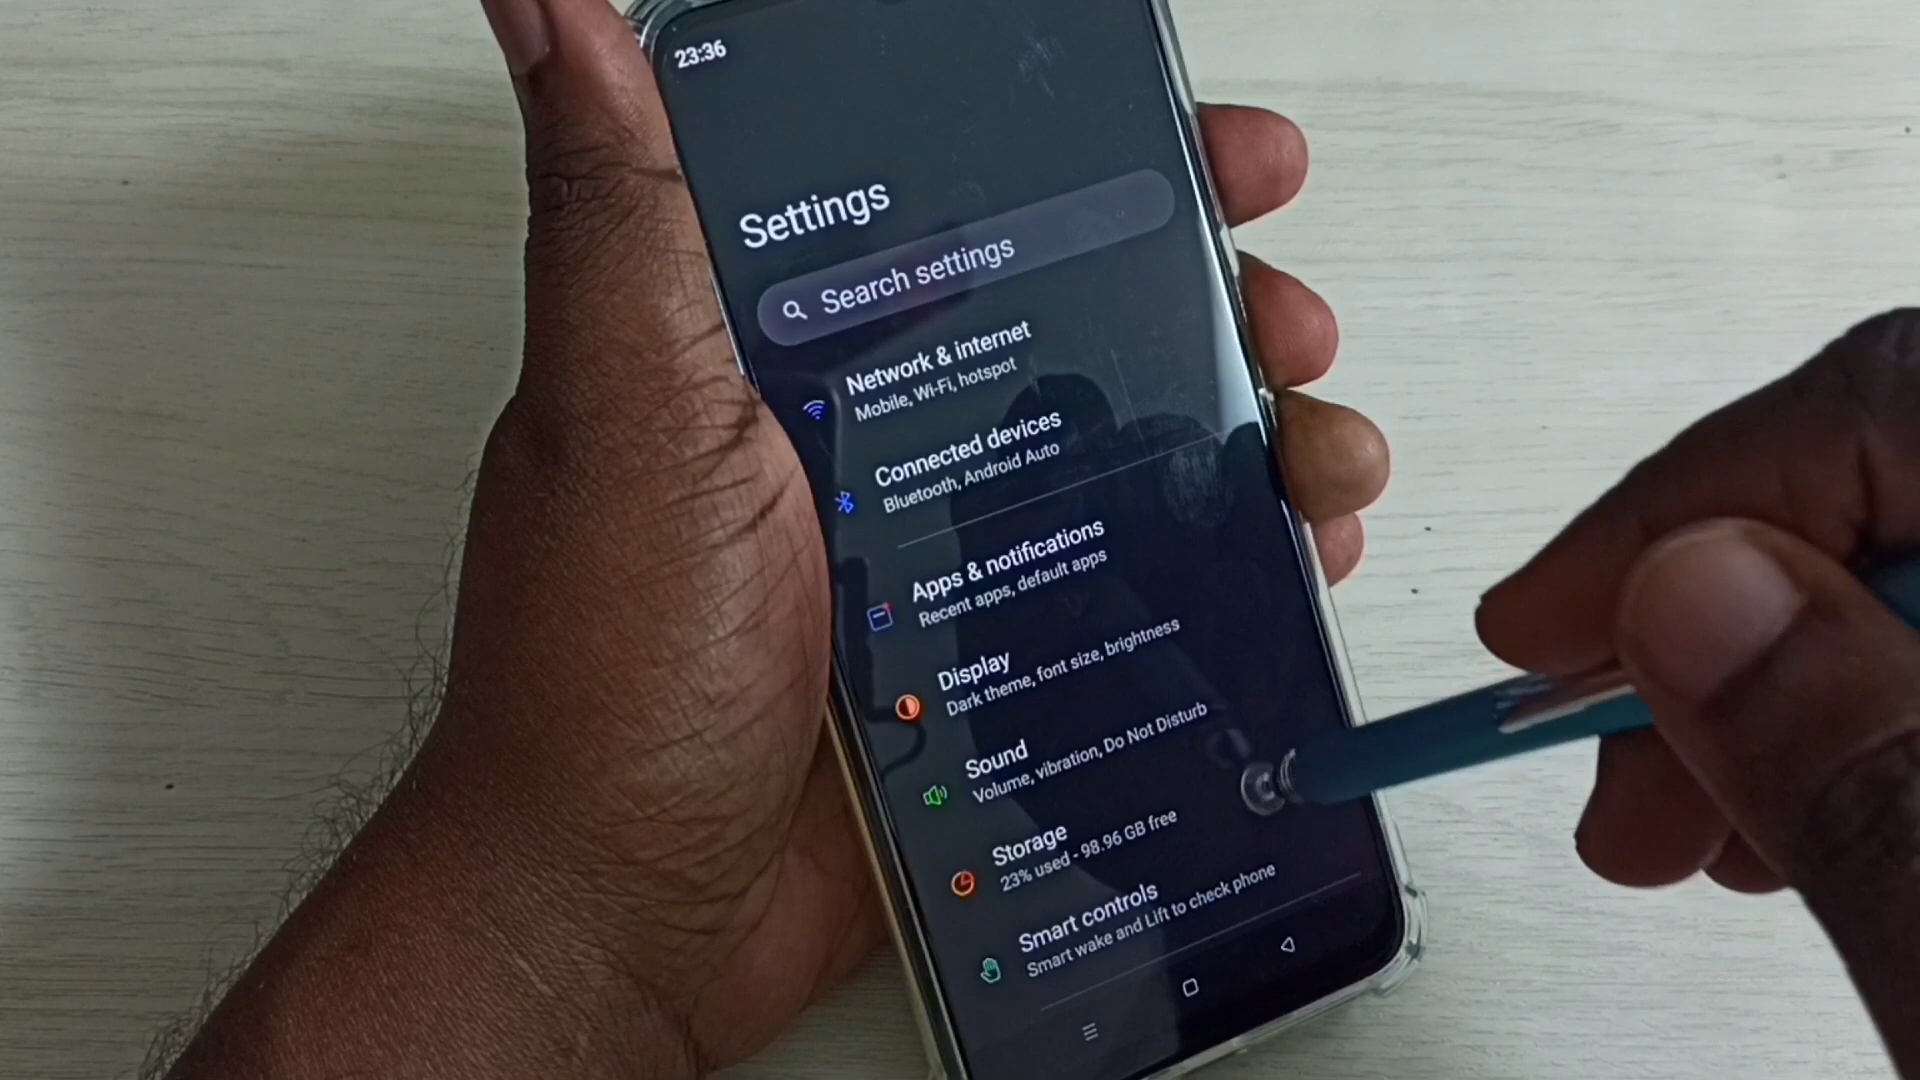 23:36
Settings
Search settings
Network & internet
Mobile, Wi-Fi, hotspot
Connected devices
Bluetooth, Android Auto
Apps & notifications
Recent apps, default apps
Display
Dark theme, font size, brightness
Sound
Volume, vibration, Do Not Disturb
Storage
23% used - 98.96 GB free
Smart controls
Smart wake and Lift to check phone